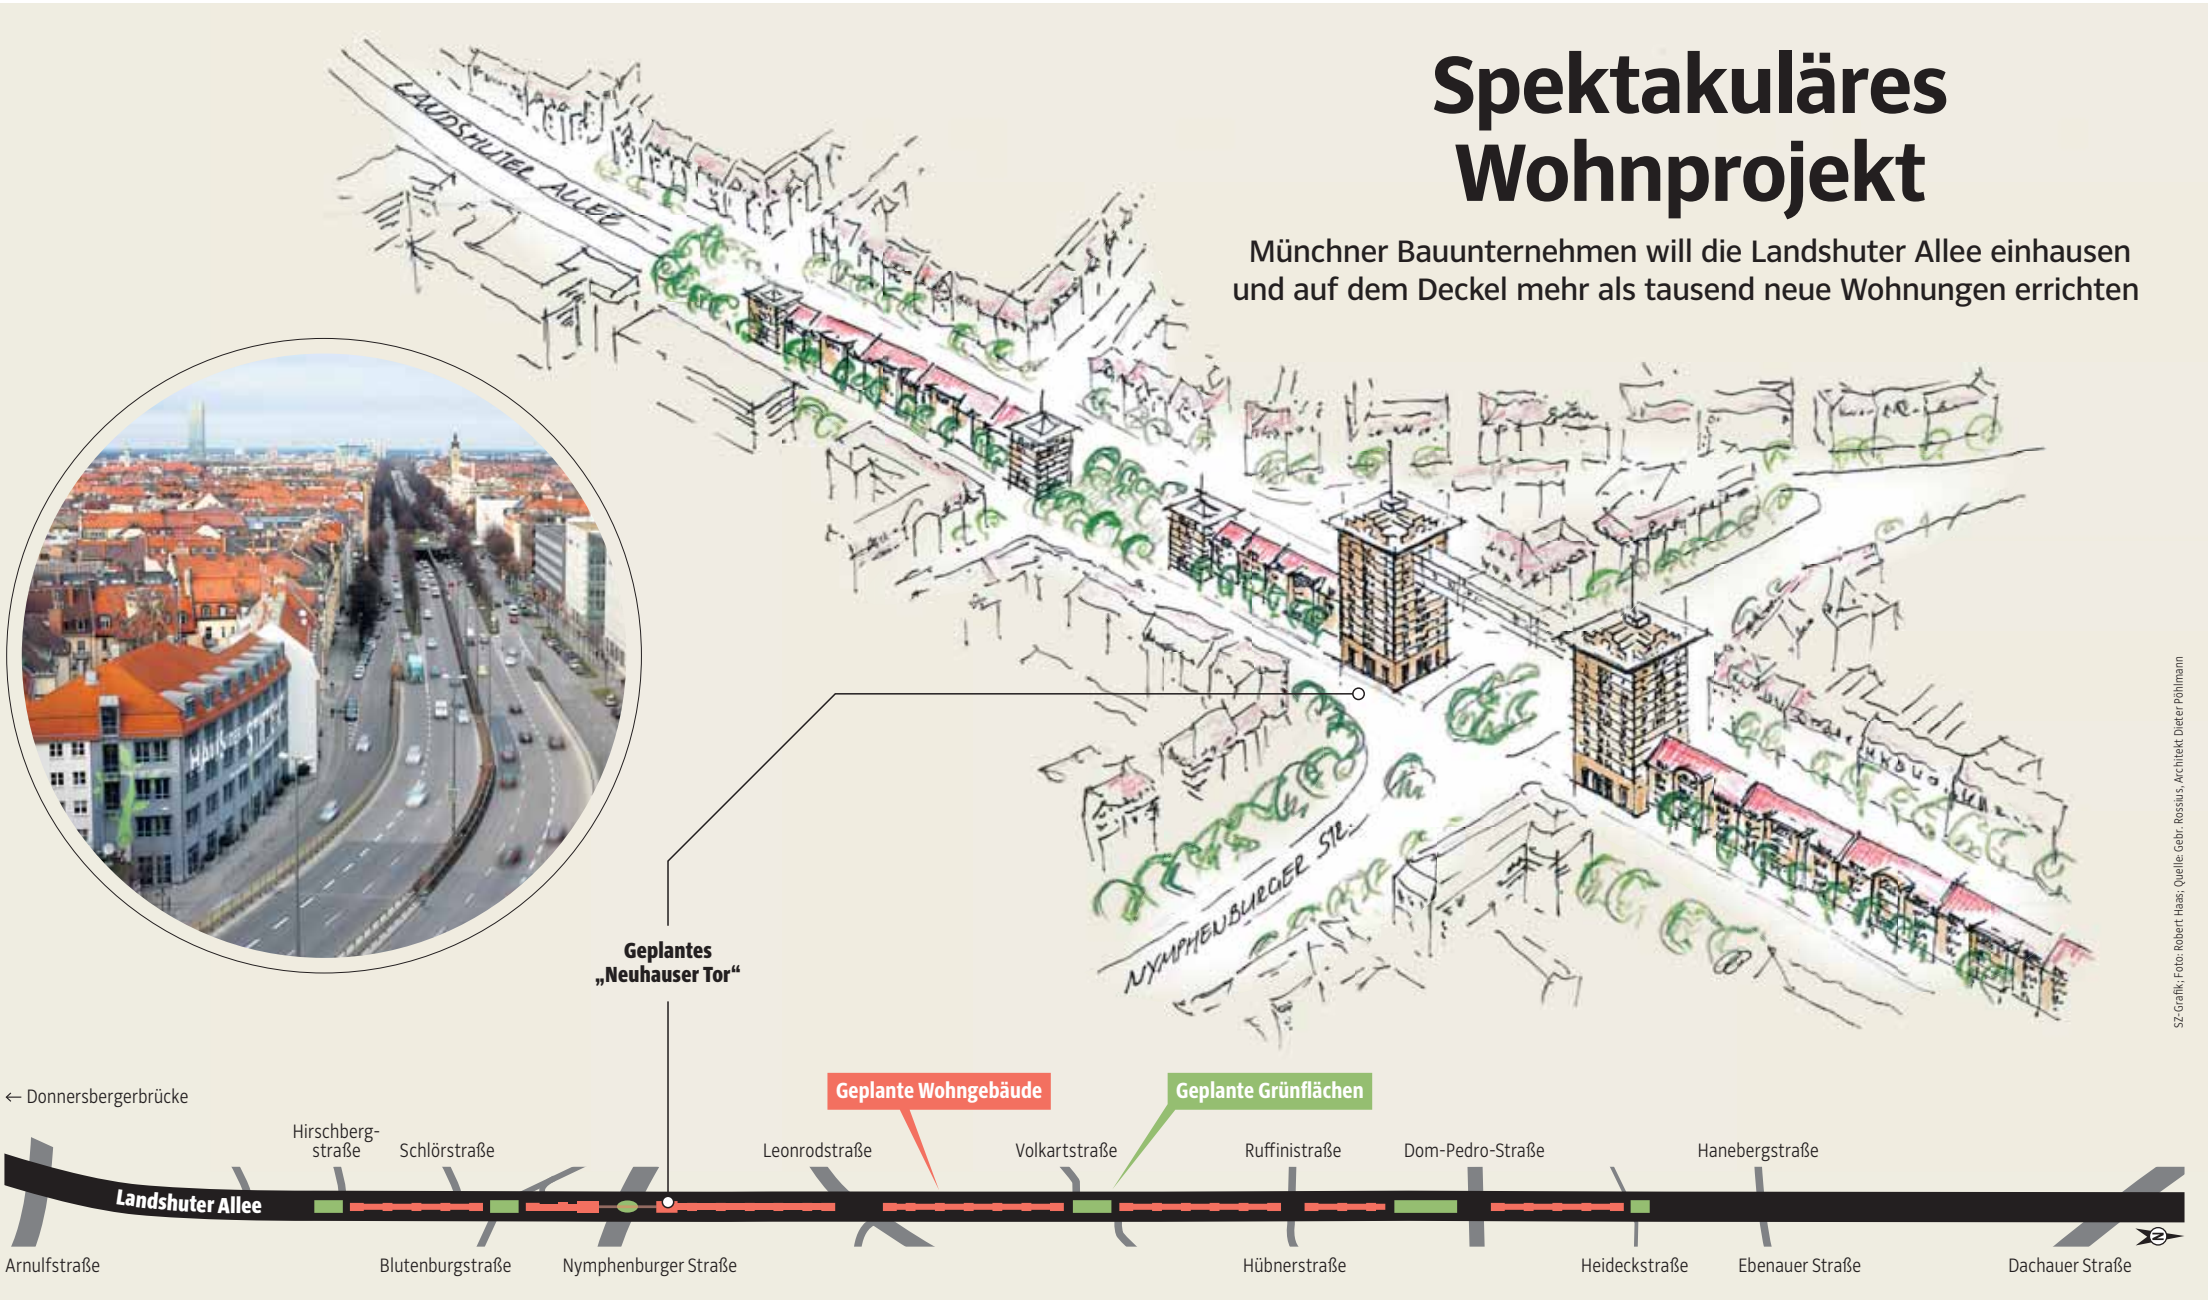 Spektakuläres
Wohnprojekt
Münchner Bauunternehmen will die Landshuter Allee einhausen
und auf dem Deckel mehr als tausend neue Wohnungen errichten
LANDSHUTER ALLEE
NYMPHENBURGER STR.
Geplantes
„Neuhauser Tor“
SZ-Grafik; Foto: Robert Haas; Quelle: Gebr. Rossius, Architekt Dieter Pöhlmann
Geplante Wohngebäude
Geplante Grünflächen
← Donnersbergerbrücke
Hirschberg-
straße
Schlörstraße
Leonrodstraße
Volkartstraße
Ruffinistraße
Dom-Pedro-Straße
Hanebergstraße
Landshuter Allee
N
Arnulfstraße
Blutenburgstraße
Nymphenburger Straße
Hübnerstraße
Heideckstraße
Ebenauer Straße
Dachauer Straße